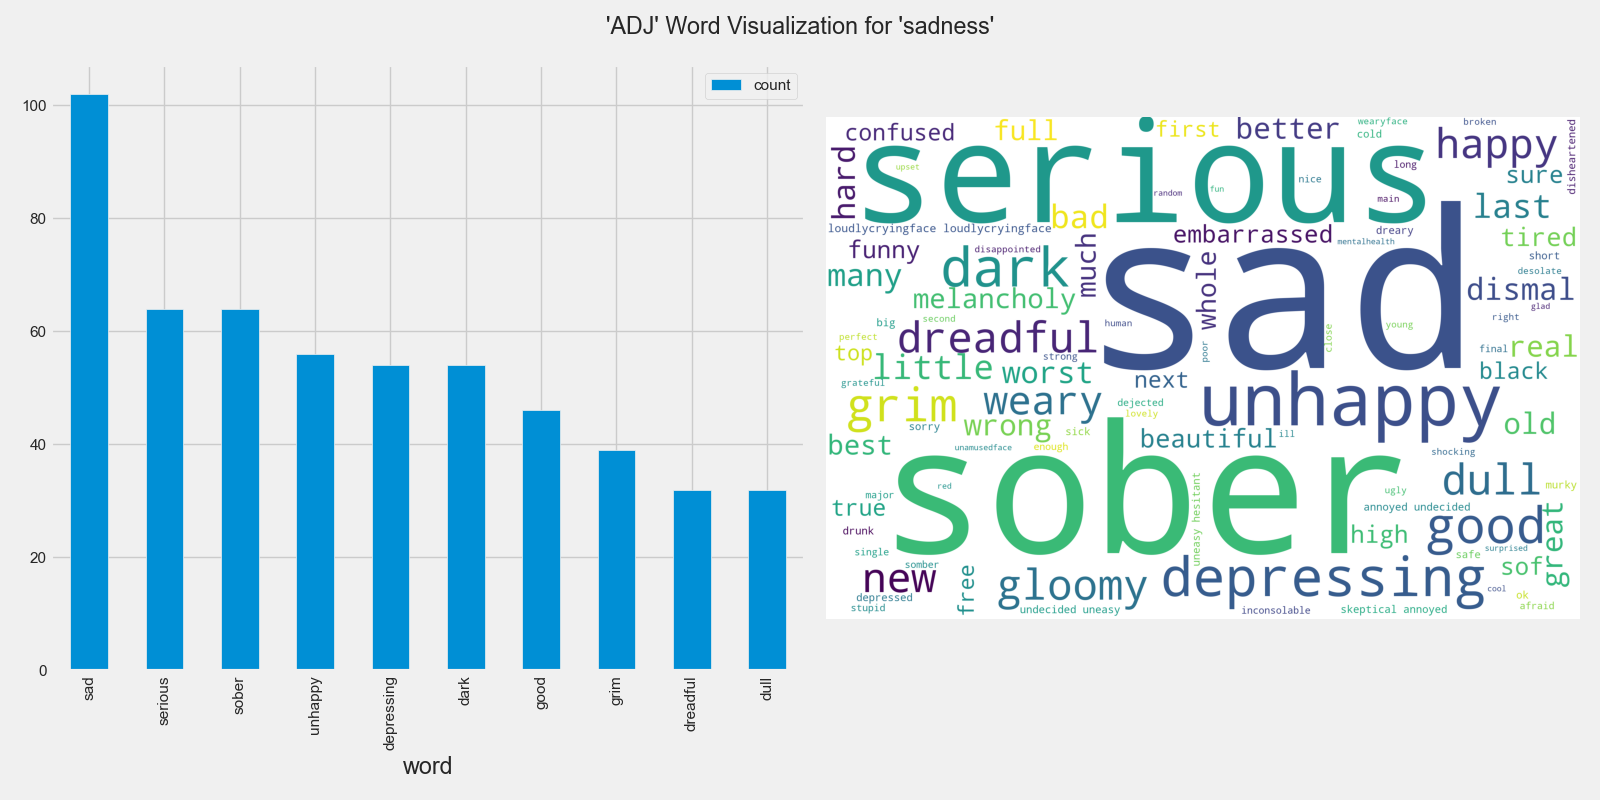 'ADJ' Word Visualization for 'sadness'
count
100
80
60
40
20
0
sad
serious
sober
unhappy
depressing
dark
good
grim
dreadful
dull
word
confused
full
first
better
wearyface
cold
broken
happy
disheartened
hard
serious
upset
random
fun
nice
long
main
sure
last
bad
loudlycryingface loudlycryingface
embarrassed
dreary
mentalhealth
tired
short
funny
disappointed
much
whole
sad
many
dark
desolate
dismal
glad
melancholy
right
big
second
human
young
close
perfect
dreadful
top
strong
poor
final
real
little
worst
next
black
grateful
unhappy
grim
weary
dejected
lovely
old
sorry
wrong
sick
beautiful
ill
best
unamusedface
enough
shocking
sober
dull
red
uneasy hesitant
ugly
murky
major
true
annoyed undecided
good
great
drunk
high
single
safe
surprised
somber
new
free
gloomy
depressing
sof
cool
ok
depressed
stupid
undecided uneasy
inconsolable
skeptical annoyed
afraid